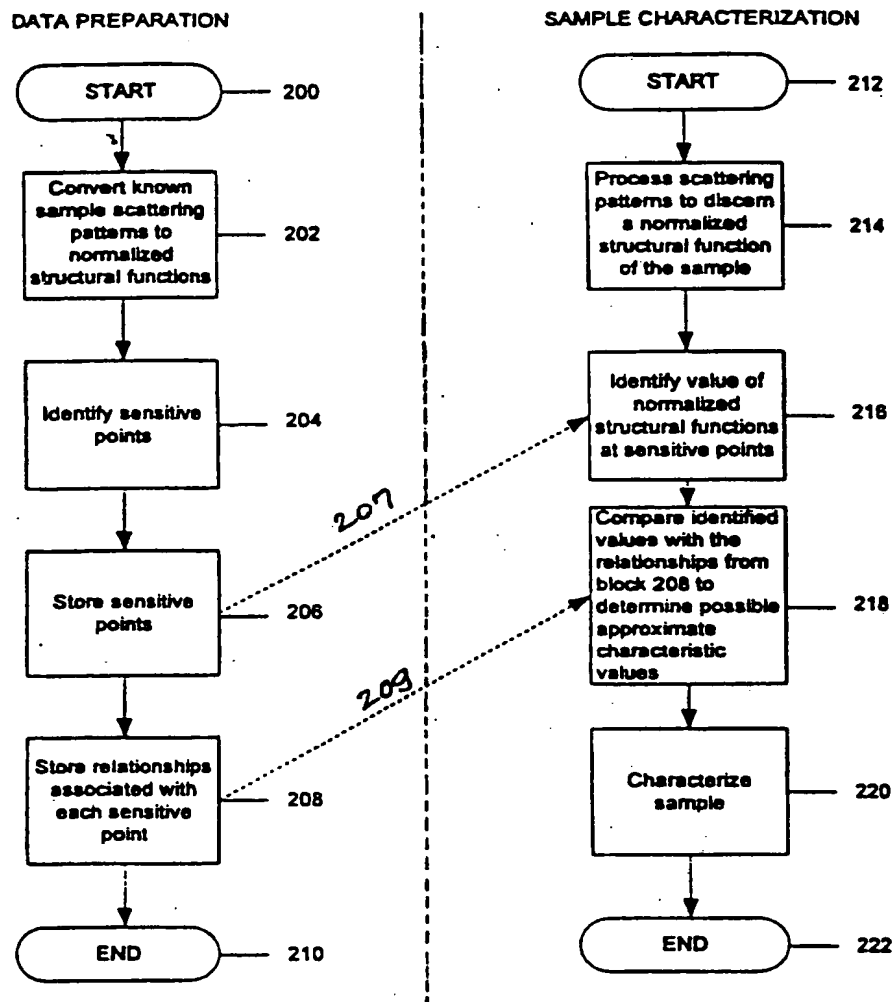 DATA PREPARATION
START
200
Convert known
sample scattering
patterns to
normalized
structural functions
202
Identify sensitive
points
204
Store sensitive
points
206
207
Store relationships
associated with
each sensitive
point
208
209
END
210
SAMPLE CHARACTERIZATION
START
212
Process scattering
patterns to discern
a normalized
structural function
of the sample
214
Identify value of
normalized
structural functions
at sensitive points
216
Compare identified
values with the
relationships from
block 208 to
determine possible
approximate
characteristic
values
218
Characterize
sample
220
END
222